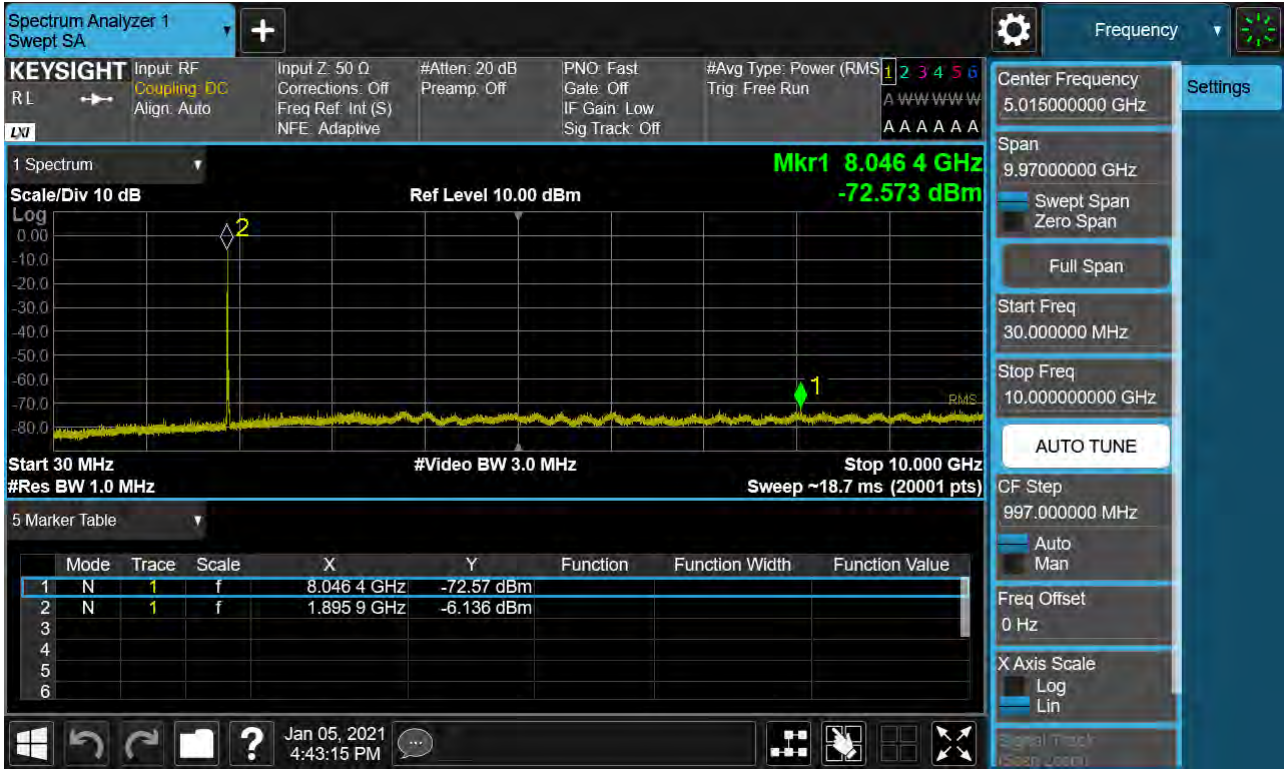 Spectrum Analyzer 1
Swept SA
Frequency
KEYSIGHT
R L
LXI
Input: RF
Coupling: DC
Align: Auto
Input Z: 50 Ω
Corrections: Off
Freq Ref: Int (S)
NFE: Adaptive
#Atten: 20 dB
Preamp: Off
PNO: Fast
Gate: Off
IF Gain: Low
Sig Track: Off
#Avg Type: Power (RMS
Trig: Free Run
1 2 3 4 5 6
A W W W W W
A A A A A A
1 Spectrum
Scale/Div 10 dB
Ref Level 10.00 dBm
Mkr1 8.046 4 GHz
-72.573 dBm
Log
0.00
-10.0
-20.0
-30.0
-40.0
-50.0
-60.0
-70.0
-80.0
2
1
RMS
Start 30 MHz
#Video BW 3.0 MHz
Stop 10.000 GHz
#Res BW 1.0 MHz
Sweep ~18.7 ms (20001 pts)
5 Marker Table
Mode Trace Scale X Y Function Function Width Function Value
1 N 1 f 8.046 4 GHz -72.57 dBm
2 N 1 f 1.895 9 GHz -6.136 dBm
3
4
5
6
Center Frequency
5.015000000 GHz
Span
9.97000000 GHz
Swept Span
Zero Span
Full Span
Start Freq
30.000000 MHz
Stop Freq
10.000000000 GHz
AUTO TUNE
CF Step
997.000000 MHz
Auto
Man
Freq Offset
0 Hz
X Axis Scale
Log
Lin
Signal Track
(Span Zoom)
Settings
?
Jan 05, 2021
4:43:15 PM